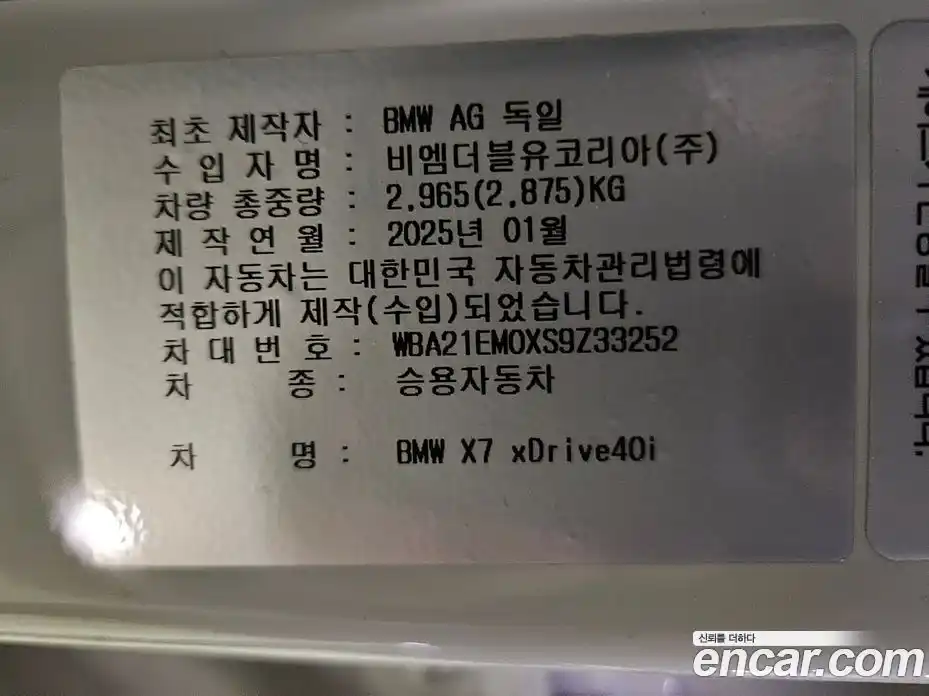 최초 제작자 : BMW AG 독일
수 입 자 명 : 비엠더블유코리아(주)
차량 총중량 : 2,965(2,875)KG
제 작 연 월 : 2025년 01월
이 자동차는 대한민국 자동차관리법령에
적합하게 제작(수입)되었습니다.
차 대 번 호 : WBA21EM0XS9Z33252
차 종 : 승용자동차
차 명 : BMW X7 xDrive40i
신뢰를 더하다
encar.com